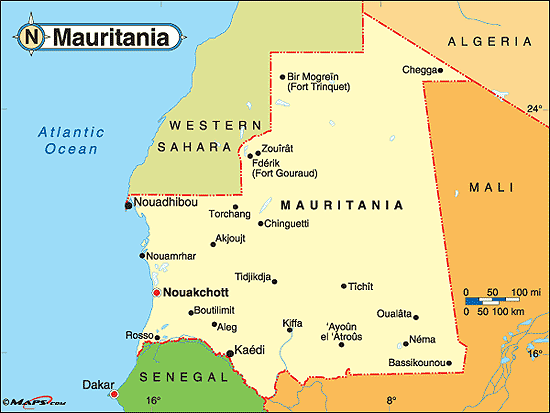 N Mauritania
ALGERIA
Chegga
Bir Mogreïn
(Fort Trinquet)
24°
Atlantic
Ocean
WESTERN
SAHARA
Zouîrât
Fdérik
(Fort Gouraud)
MALI
Nouadhibou
MAURITANIA
Torchang
Chinguetti
Akjoujt
Nouamrhar
Tidjikdja
Tîchît
Nouakchott
0 50 100 mi
0 50 100 km
Boutilimit
Oualâta
Aleg
Kiffa
'Ayoûn
el 'Atroûs
Rosso
Néma
Kaédi
Bassikounou
SENEGAL
Dakar
16°
12°
8°
MAPS.COM